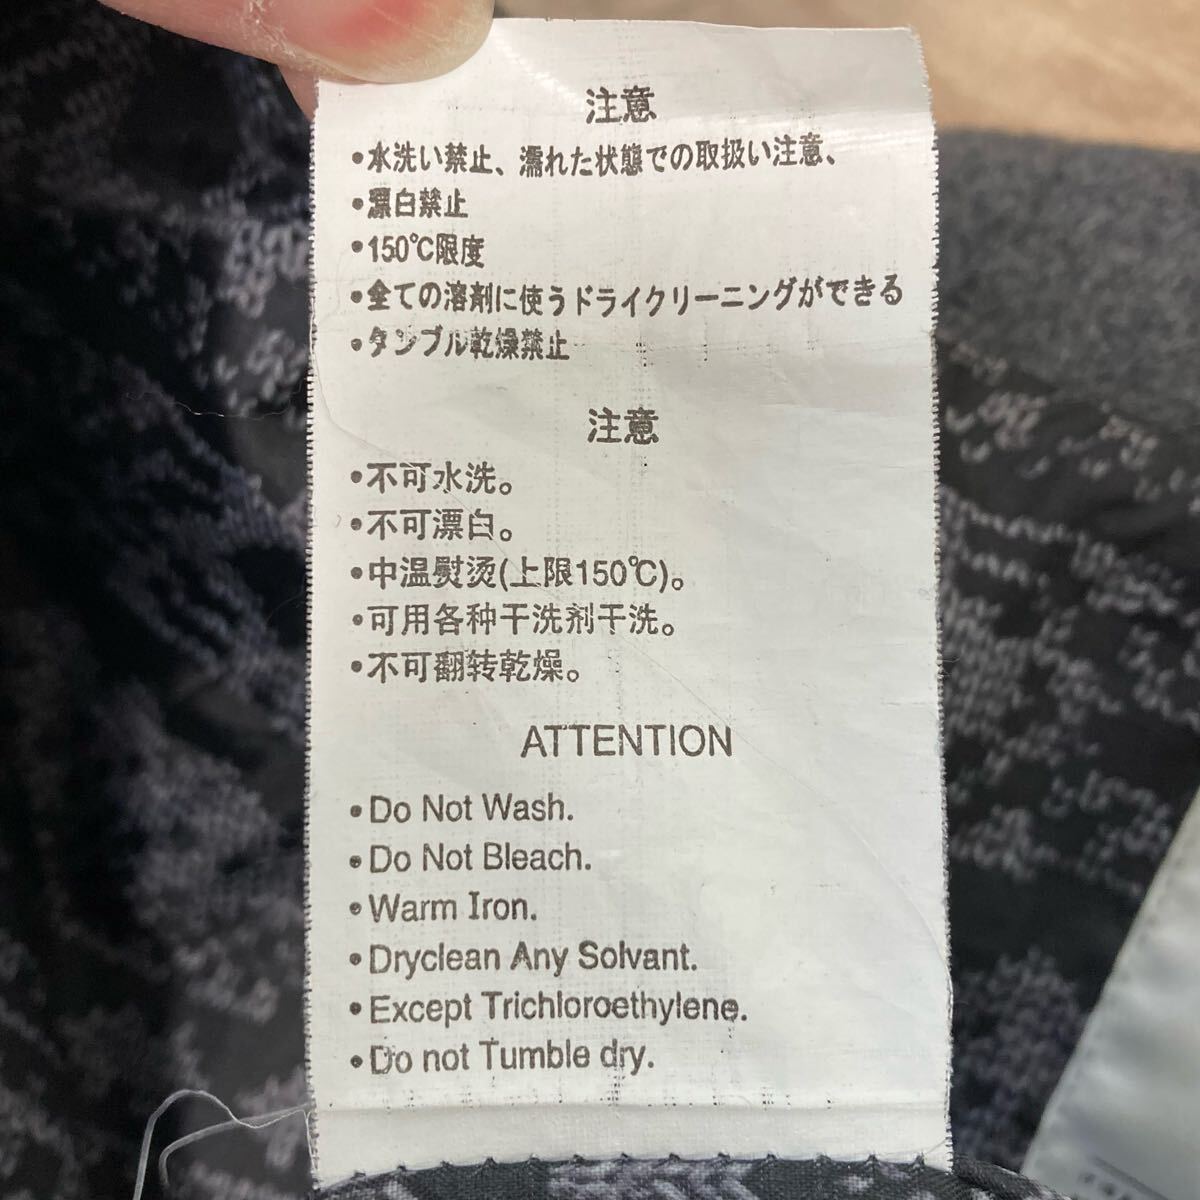 注意
•水洗い禁止、濡れた状態での取扱い注意、
•漂白禁止
•150℃限度
•全ての溶剤に使うドライクリーニングができる
•タンブル乾燥禁止
注意
•不可水洗。
•不可漂白。
•中温熨烫(上限150℃)。
•可用各种干洗剂干洗。
•不可翻转乾燥。
ATTENTION
•Do Not Wash.
•Do Not Bleach.
•Warm Iron.
•Dryclean Any Solvant.
•Except Trichloroethylene.
•Do not Tumble dry.